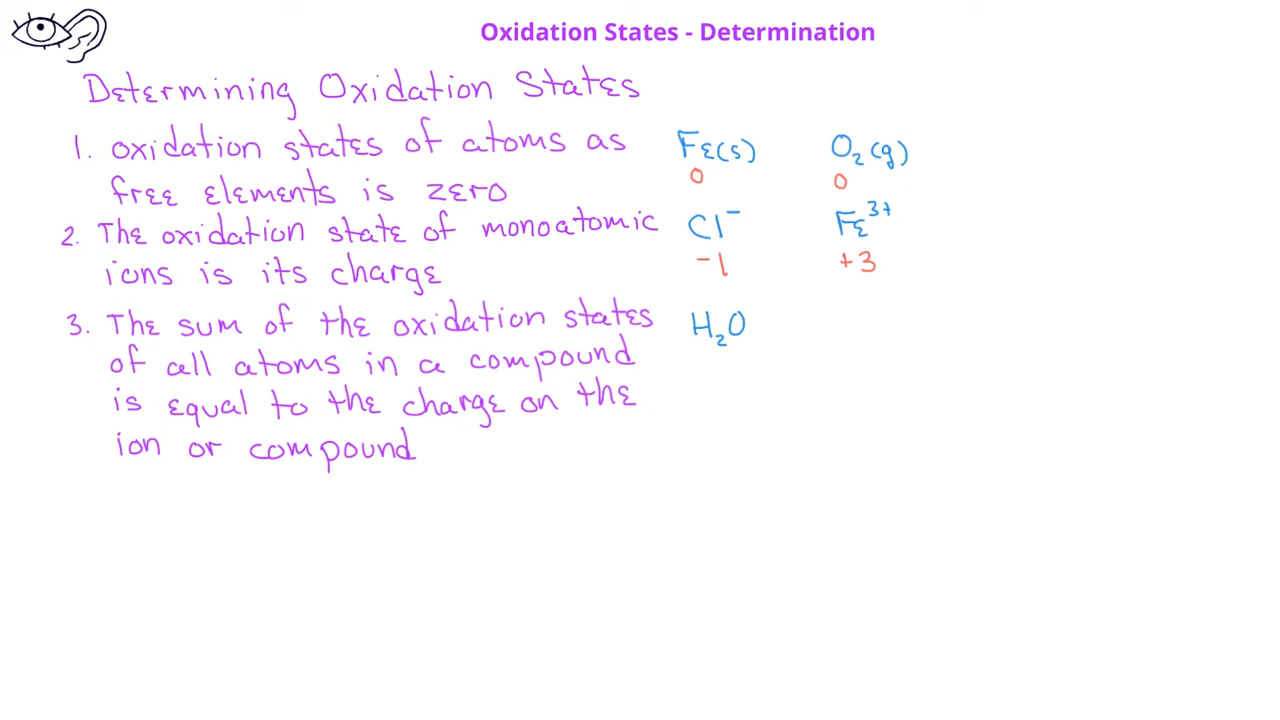 Oxidation States - Determination
Determining Oxidation States
1. oxidation states of atoms as Fe(s) O₂(g)
0 0
free elements is zero
2. The oxidation state of monoatomic Cl⁻ Fe³⁺
ions is its charge -1 +3
3. The sum of the oxidation states H₂O
of all atoms in a compound
is equal to the charge on the
ion or compound